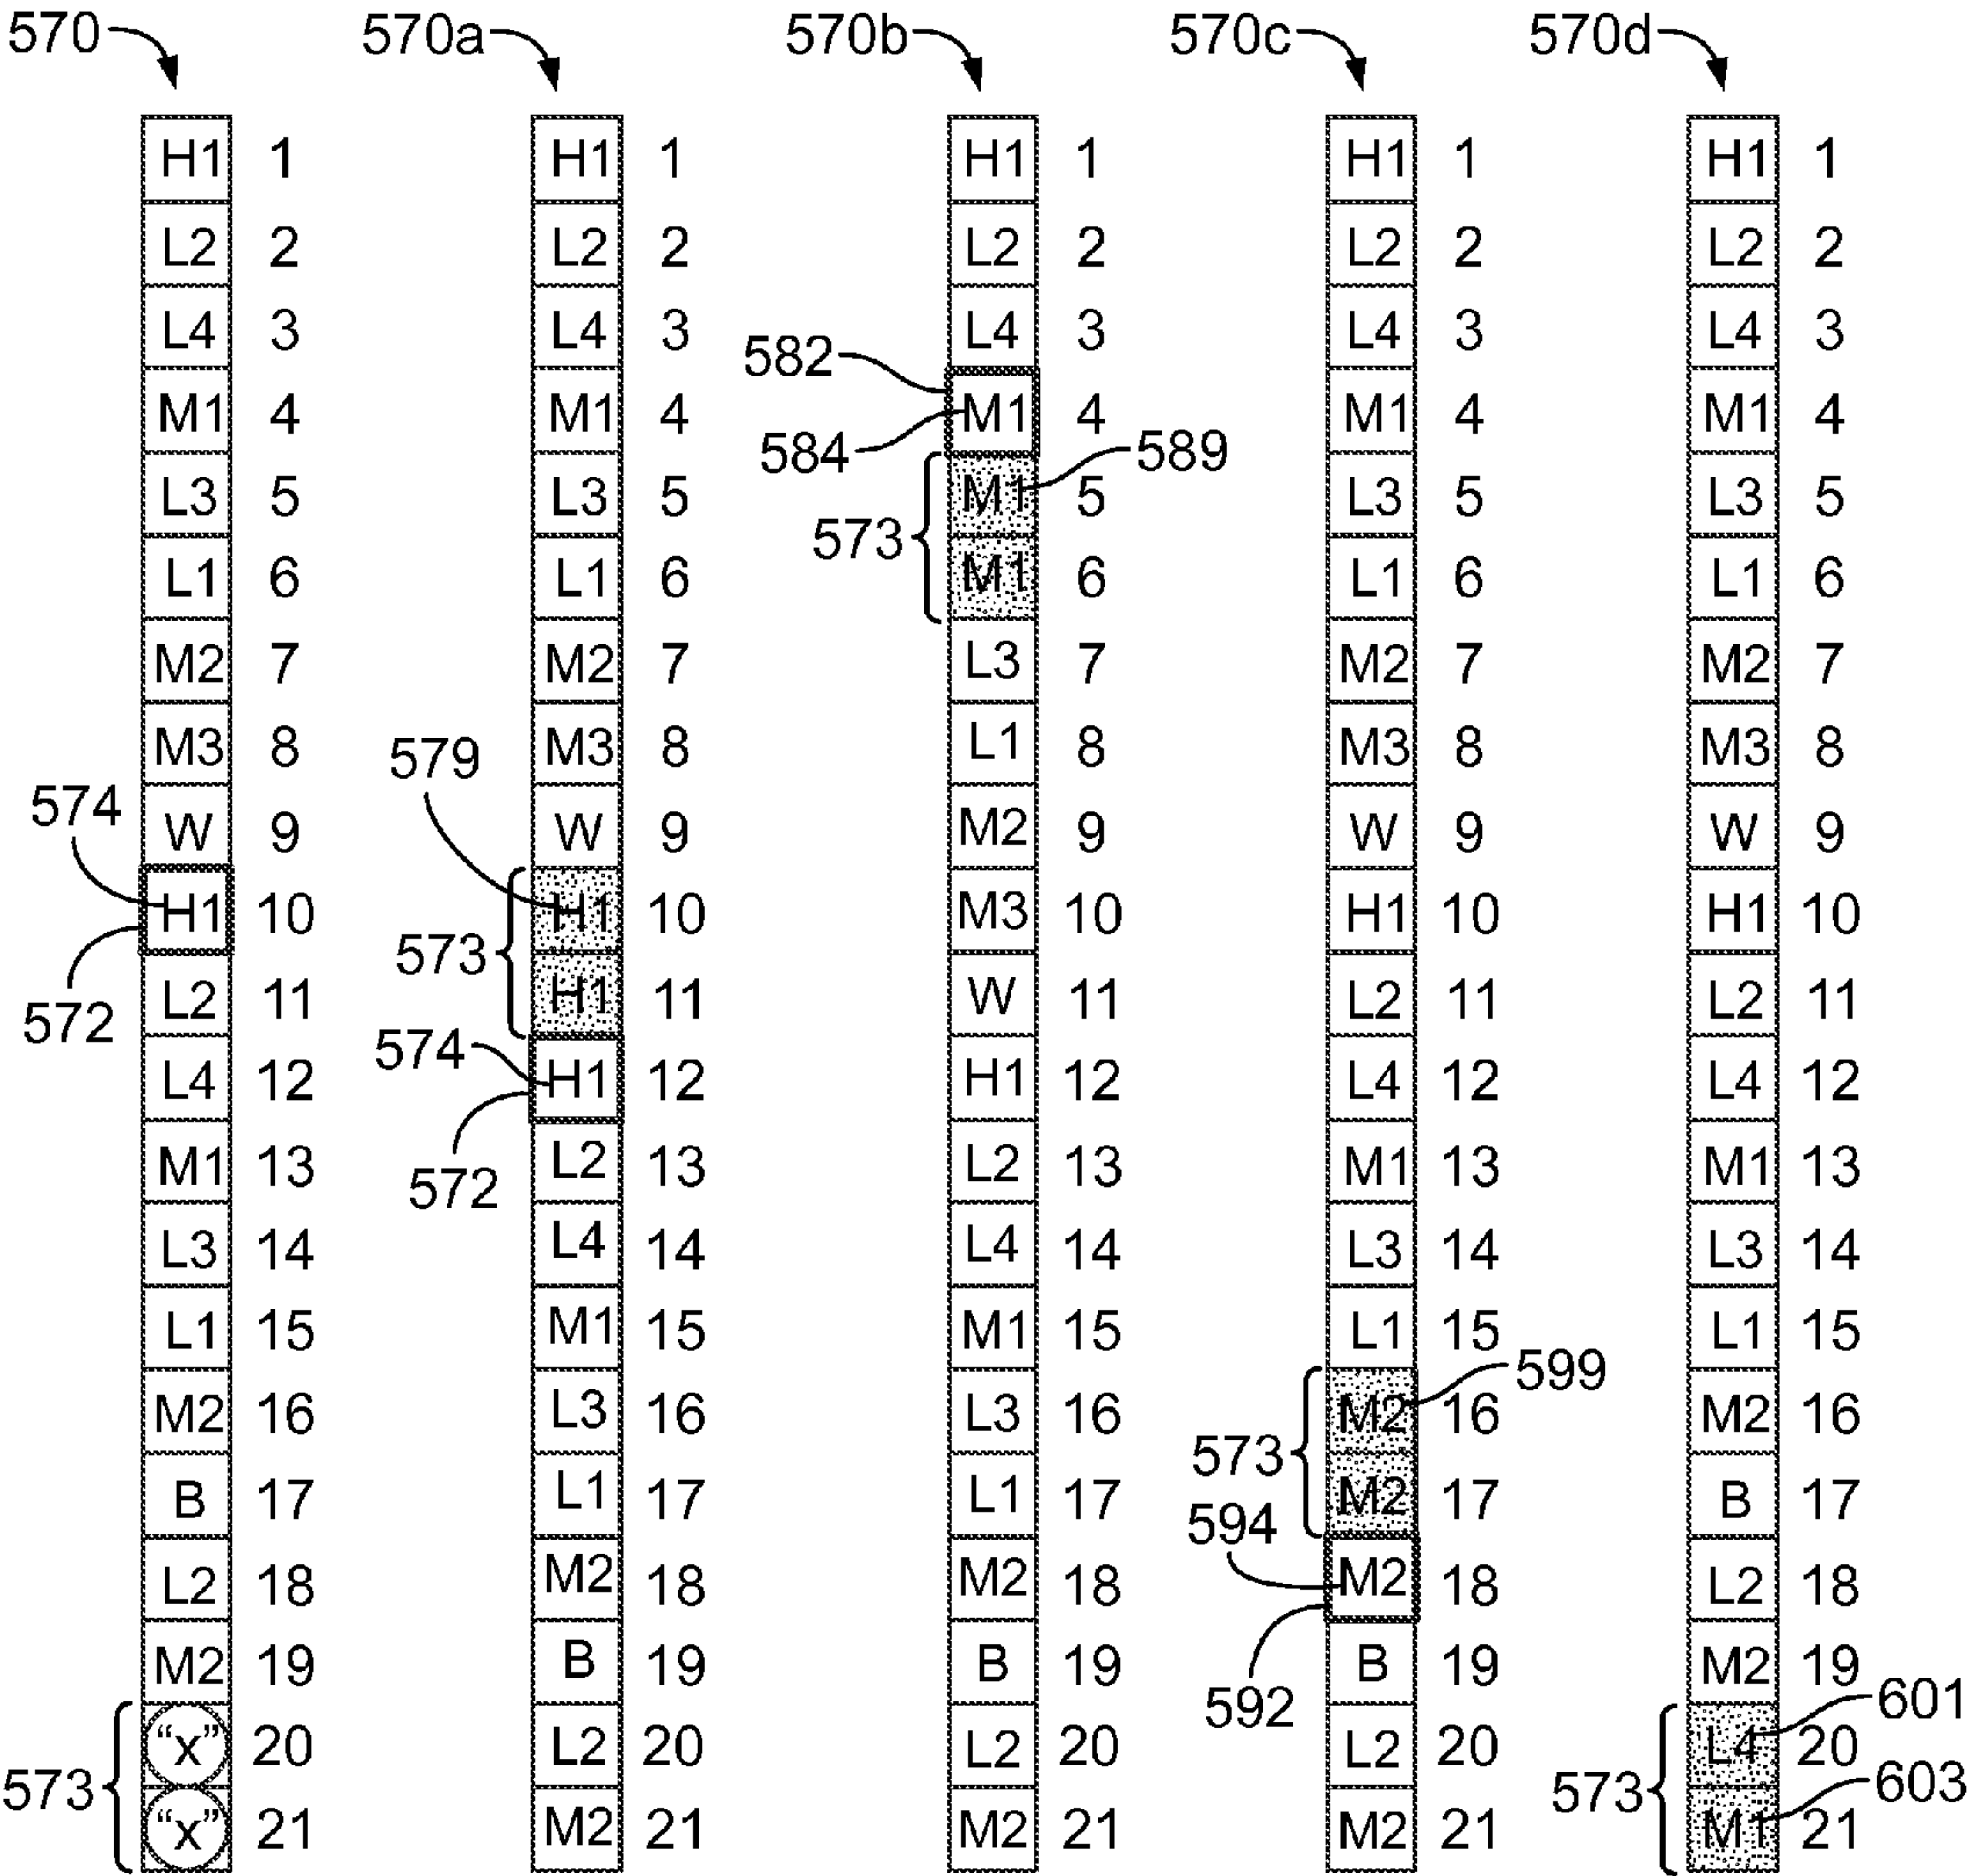 570 570a 570b 570c 570d
H1 1 H1 1 H1 1 H1 1 H1 1
L2 2 L2 2 L2 2 L2 2 L2 2
L4 3 L4 3 L4 3 L4 3 L4 3
582
M1 4 M1 4 M1 4 M1 4 M1 4
584 589
L3 5 L3 5 M1 5 L3 5 L3 5
573
L1 6 L1 6 M1 6 L1 6 L1 6
M2 7 M2 7 L3 7 M2 7 M2 7
M3 8 M3 8 L1 8 M3 8 M3 8
579
574
W 9 W 9 M2 9 W 9 W 9
H1 10 H1 10 M3 10 H1 10 H1 10
573
L2 11 H1 11 W 11 L2 11 L2 11
572
574
L4 12 H1 12 H1 12 L4 12 L4 12
M1 13 L2 13 L2 13 M1 13 M1 13
572
L3 14 L4 14 L4 14 L3 14 L3 14
L1 15 M1 15 M1 15 L1 15 L1 15
599
M2 16 L3 16 L3 16 M2 16 M2 16
573
B 17 L1 17 L1 17 M2 17 B 17
594
L2 18 M2 18 M2 18 M2 18 L2 18
M2 19 B 19 B 19 B 19 M2 19
592 601
“x” 20 L2 20 L2 20 L2 20 L4 20
573 573 603
“x” 21 M2 21 M2 21 M2 21 M1 21